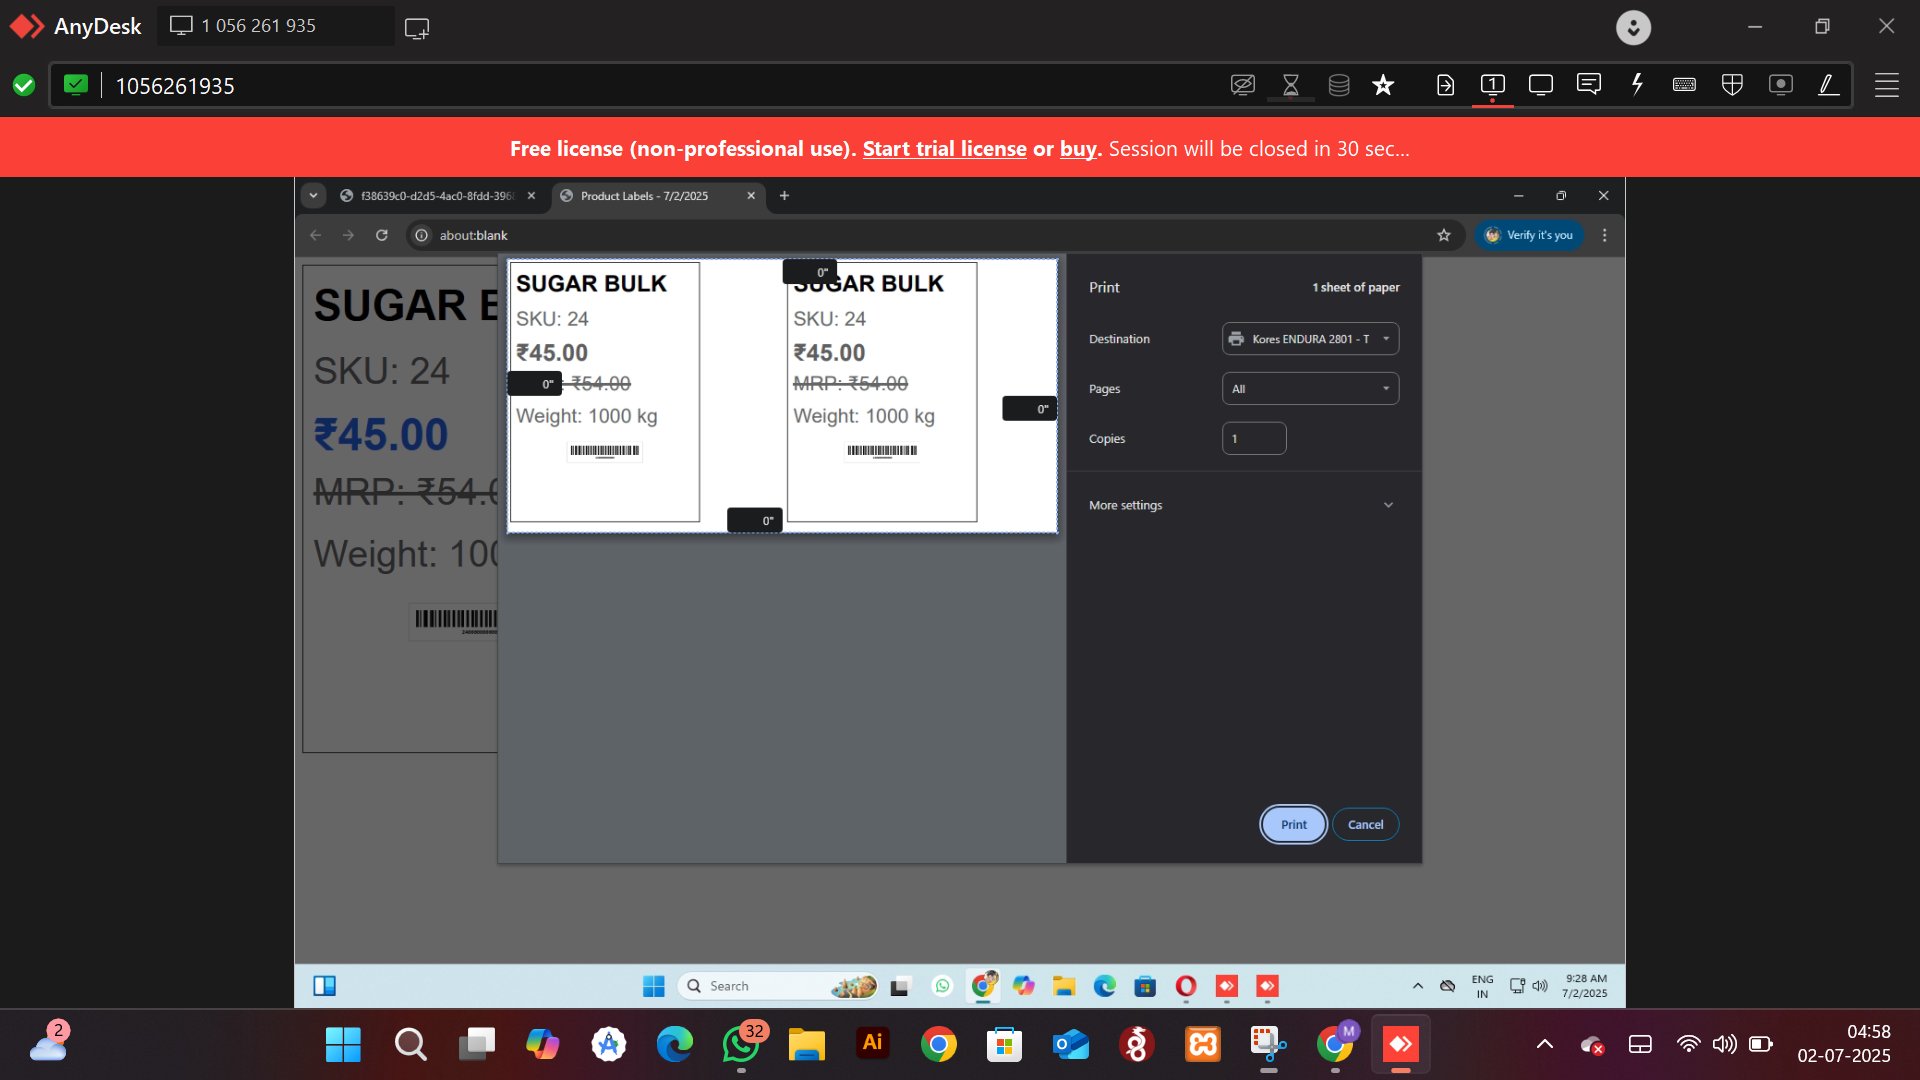 AnyDesk
1 056 261 935
1056261935
1
Free license (non-professional use). Start trial license or buy. Session will be closed in 30 sec...
f38639c0-d2d5-4ac0-8fdd-396
Product Labels - 7/2/2025
about:blank
Verify it's you
SUGAR B
SKU: 24
₹45.00
MRP: ₹54.0
Weight: 100
SUGAR BULK
SKU: 24
₹45.00
₹54.00
Weight: 1000 kg
SUGAR BULK
SKU: 24
₹45.00
MRP: ₹54.00
Weight: 1000 kg
0"
0"
0"
0"
Print
1 sheet of paper
Destination
Kores ENDURA 2801 - T
Pages
All
Copies
1
More settings
Print
Cancel
Search
ENG
IN
9:28 AM
7/2/2025
2
32
Ai
M
04:58
02-07-2025